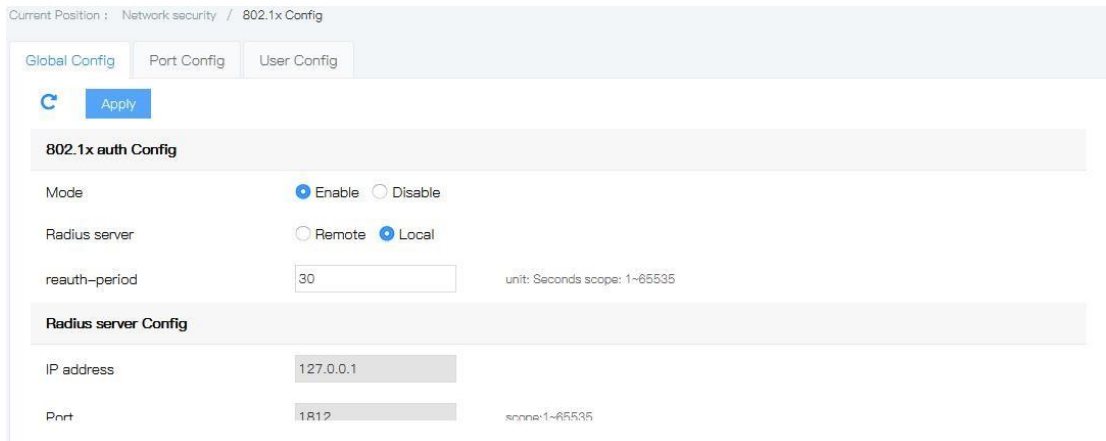 Current Position : Network security / 802.1x Config
Global Config Port Config User Config
Apply
802.1x auth Config
Mode Enable Disable
Radius server Remote Local
reauth-period 30 unit: Seconds scope: 1~65535
Radius server Config
IP address 127.0.0.1
Port 1812 scope:1~65535